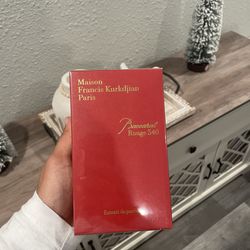 Maison
Francis Kurkdjian
Paris
Baccarat
Rouge 540
Extrait de parfum